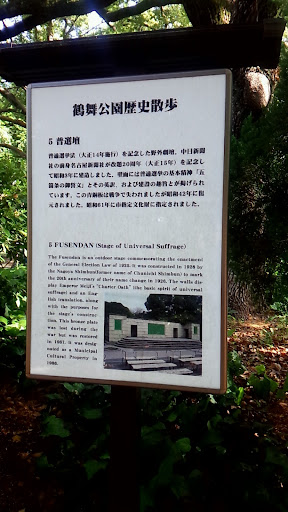 鶴舞公園歴史散歩
5 普選壇
普通選挙法（大正14年施行）を記念した野外劇壇。中日新聞
社の前身名古屋新聞社が改題20周年（大正15年）を記念し
て昭和3年に建造しました。壁面には普通選挙の基本精神「五
箇条の御誓文」とその英訳、および建設の趣旨とが掲げられ
ています。この青銅板は戦争で失われましたが昭和42年に復
元されました。昭和61年に市指定文化財に指定されました。
5 FUSENDAN (Stage of Universal Suffrage)
The Fusendan is an outdoor stage commemorating the enactment
of the General Election Law of 1925. It was constructed in 1928 by
the Nagoya Shimbun(former name of Chunichi Shimbun) to mark
the 20th anniversary of their name change in 1926. The walls dis-
play Emperor Meiji's "Charter Oath" (the basic spirit of universal
suffrage) and an Eng-
lish translation, along
with the purposes for
the stage's construc-
tion. This bronze plate
was lost during the
war but was restored
in 1967. It was desig-
nated as a Municipal
Cultural Property in
1986.